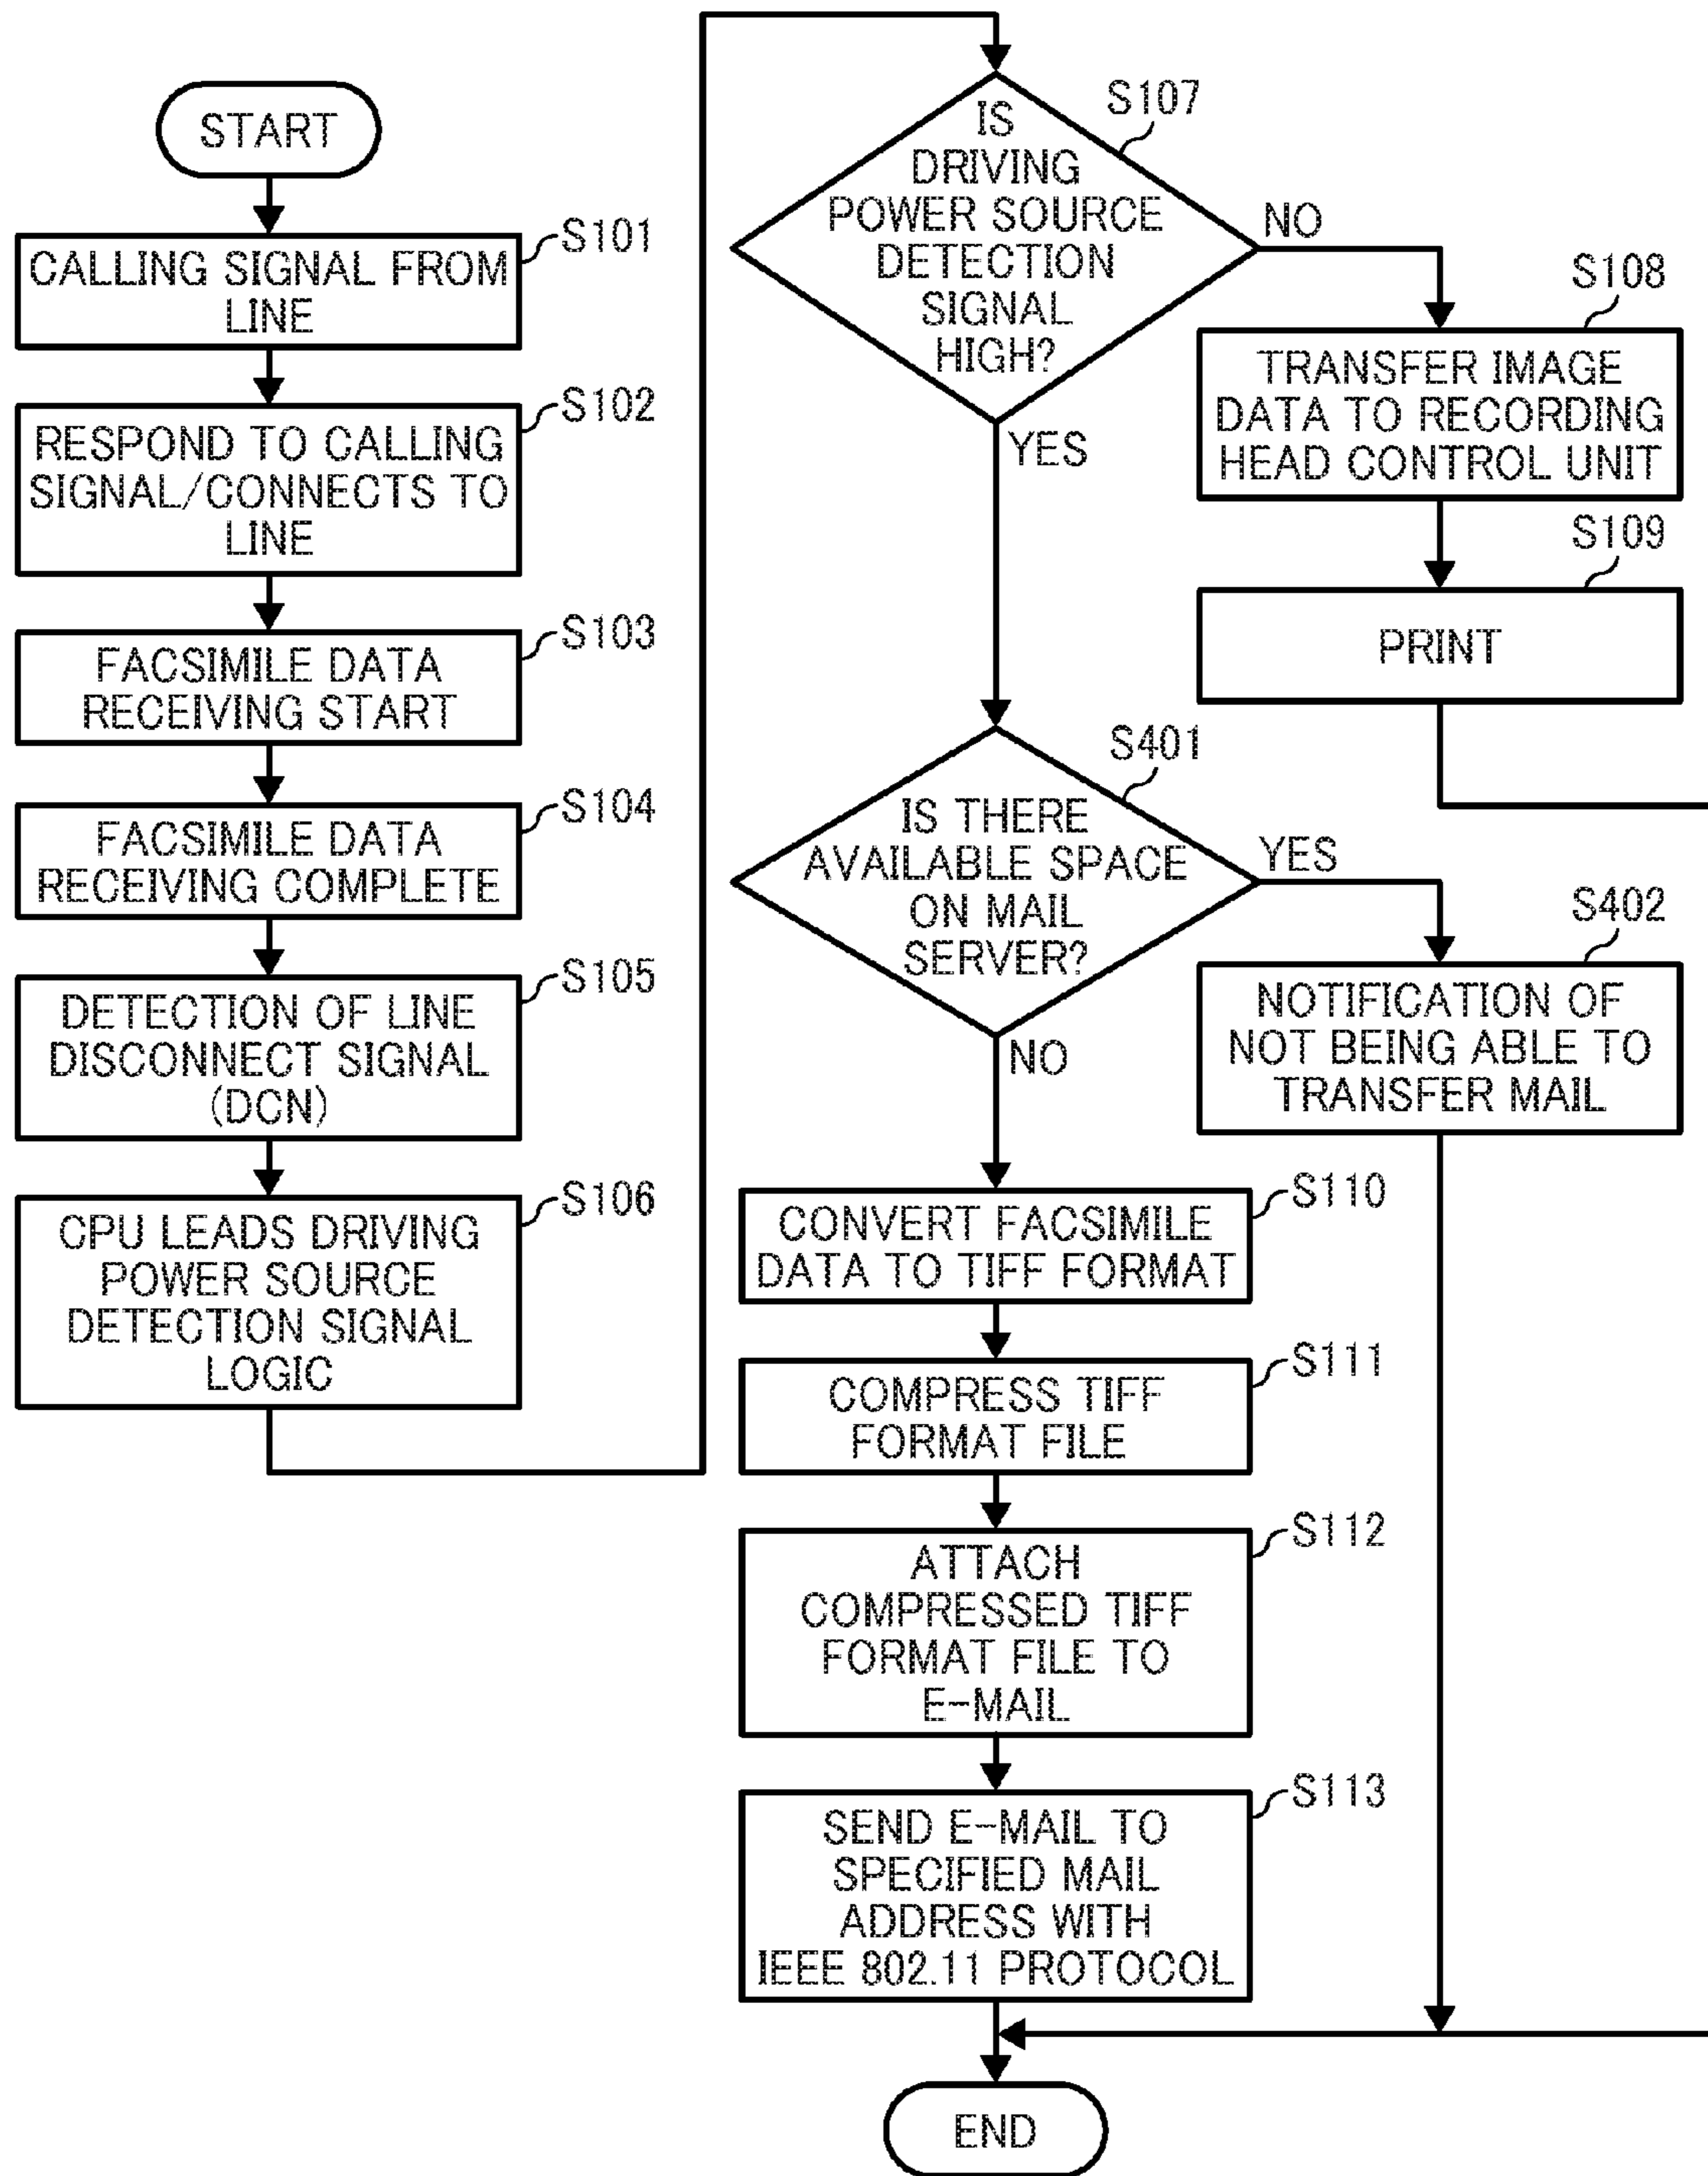 START
S101
CALLING SIGNAL FROM
LINE
S102
RESPOND TO CALLING
SIGNAL/CONNECTS TO
LINE
S103
FACSIMILE DATA
RECEIVING START
S104
FACSIMILE DATA
RECEIVING COMPLETE
S105
DETECTION OF LINE
DISCONNECT SIGNAL
(DCN)
S106
CPU LEADS DRIVING
POWER SOURCE
DETECTION SIGNAL
LOGIC
S107
IS
DRIVING
POWER SOURCE
DETECTION
SIGNAL
HIGH?
NO
YES
S108
TRANSFER IMAGE
DATA TO RECORDING
HEAD CONTROL UNIT
S109
PRINT
S401
IS THERE
AVAILABLE SPACE
ON MAIL
SERVER?
YES
NO
S402
NOTIFICATION OF
NOT BEING ABLE TO
TRANSFER MAIL
S110
CONVERT FACSIMILE
DATA TO TIFF FORMAT
S111
COMPRESS TIFF
FORMAT FILE
S112
ATTACH
COMPRESSED TIFF
FORMAT FILE TO
E-MAIL
S113
SEND E-MAIL TO
SPECIFIED MAIL
ADDRESS WITH
IEEE 802.11 PROTOCOL
END